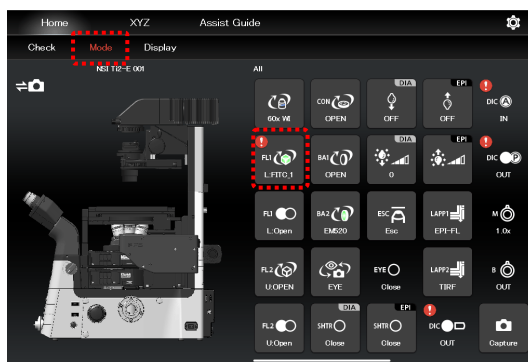 Home XYZ Assist Guide
Check Mode Display
NSI Ti2-E 001
All
60x WI
CON OPEN
DIA OFF
EPI OFF
DIC A IN
FL1 L:FITC_1
BA1 OPEN
DIA 0
EPI
DIC P OUT
FL1 L:Open
BA2 EM520
ESC Esc
LAPP1 EPI-FL
M 1.0x
FL2 U:OPEN
EYE
EYE Close
LAPP2 TIRF
B OUT
FL2 U:Open
DIA SHTR Close
EPI SHTR Close
DIC OUT
Capture